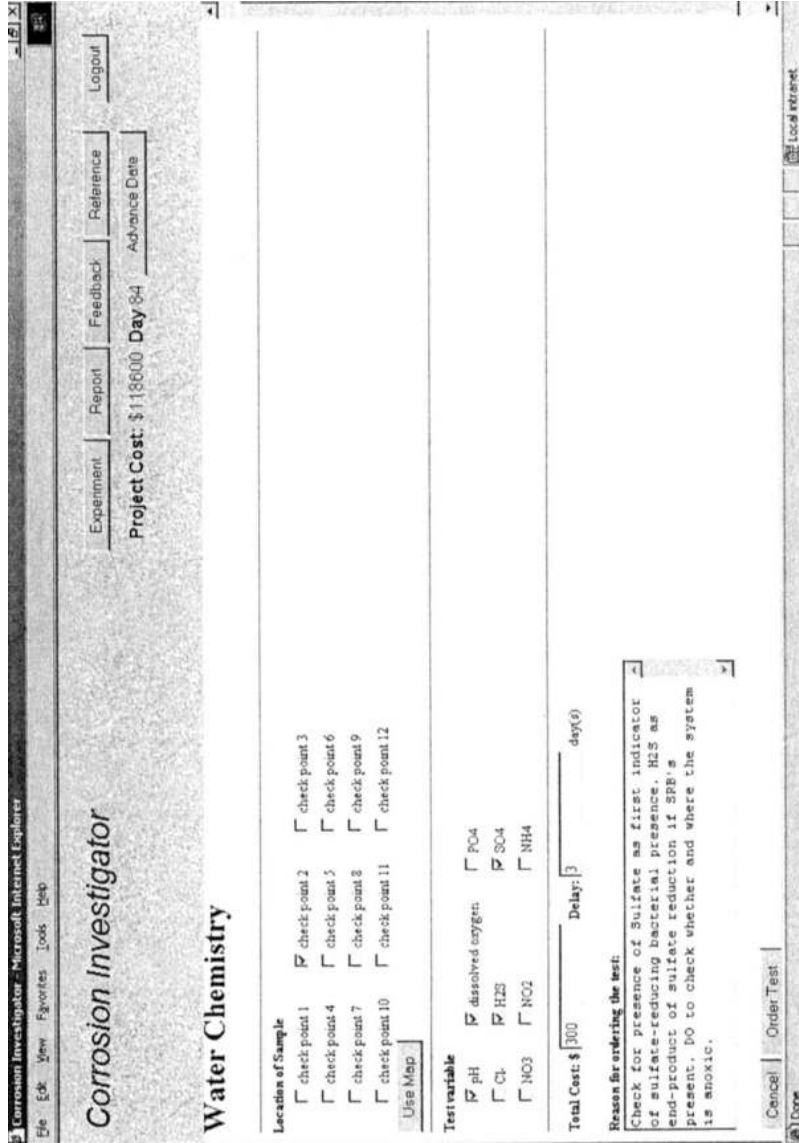 Corrosion Investigator - Microsoft Internet Explorer
File Edit View Favorites Tools Help
Corrosion Investigator
Experiment Report Feedback Reference Logout
Project Cost: $118600 Day 84 Advance Date
Water Chemistry
Location of Sample
check point 1 check point 2 check point 3
check point 4 check point 5 check point 6
check point 7 check point 8 check point 9
check point 10 check point 11 check point 12
Use Map
Test variable
pH dissolved oxygen PO4
CL H2S SO4
NO3 NO2 NH4
Total Cost: $ 300 Delay: 3 day(s)
Reason for ordering the test:
Check for presence of Sulfate as first indicator
of sulfate-reducing bacterial presence. H2S as
end-product of sulfate reduction if SRB's
present. DO to check whether and where the system
is anoxic.
Cancel Order Test
Done Local intranet